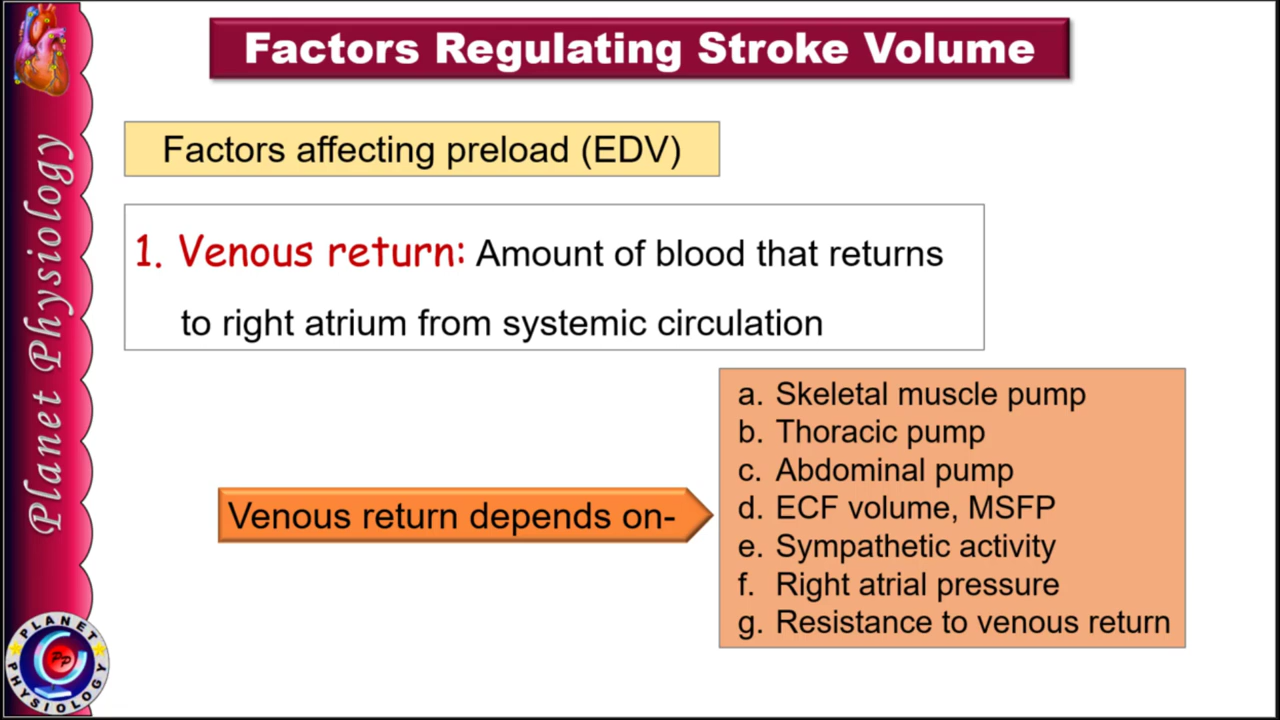 Factors Regulating Stroke Volume
Factors affecting preload (EDV)
1. Venous return: Amount of blood that returns
to right atrium from systemic circulation
Venous return depends on-
a. Skeletal muscle pump
b. Thoracic pump
c. Abdominal pump
d. ECF volume, MSFP
e. Sympathetic activity
f. Right atrial pressure
g. Resistance to venous return
Planet Physiology
PLANET
PP
PHYSIOLOGY